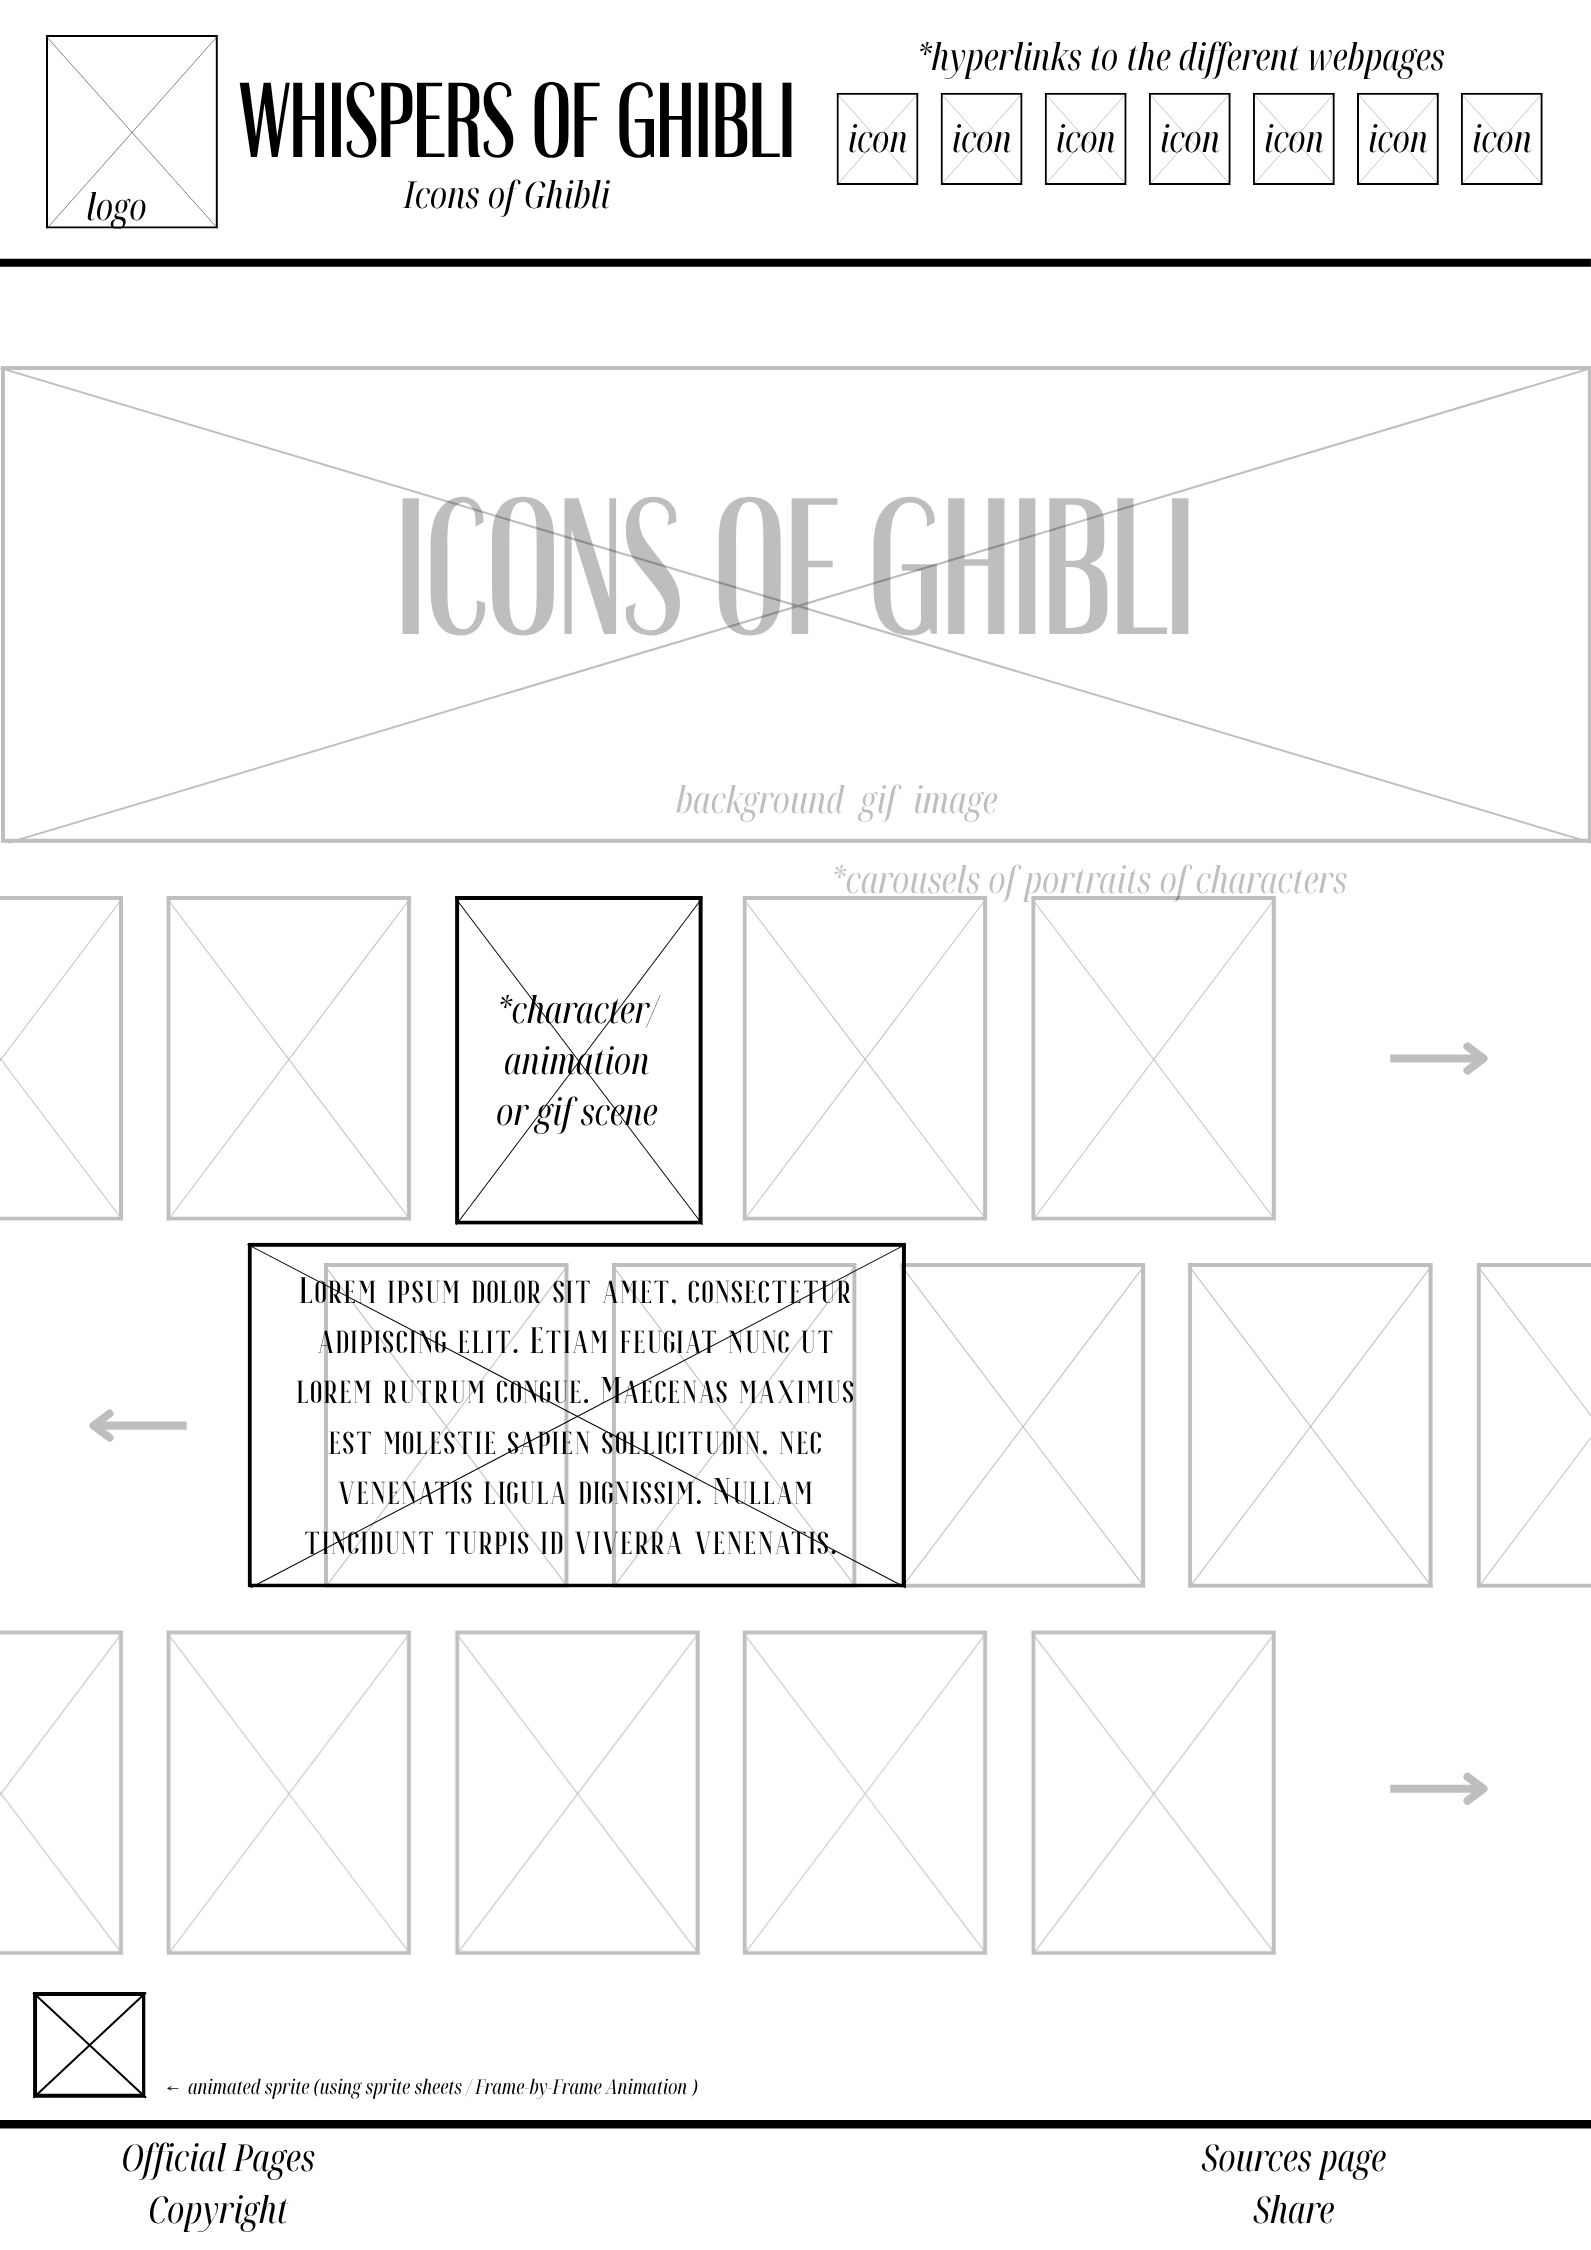 *hyperlinks to the different webpages
WHISPERS OF GHIBLI
icon icon icon icon icon icon icon
logo
Icons of Ghibli
ICONS OF GHIBLI
background gif image
*carousels of portraits of characters
*character/
animation
or gif scene
Lorem ipsum dolor sit amet, consectetur
adipiscing elit. Etiam feugiat nunc ut
lorem rutrum congue. Maecenas maximus
est molestie sapien sollicitudin, nec
venenatis ligula dignissim. Nullam
tincidunt turpis id viverra venenatis.
← animated sprite (using sprite sheets / Frame-by-Frame Animation )
Official Pages
Copyright
Sources page
Share